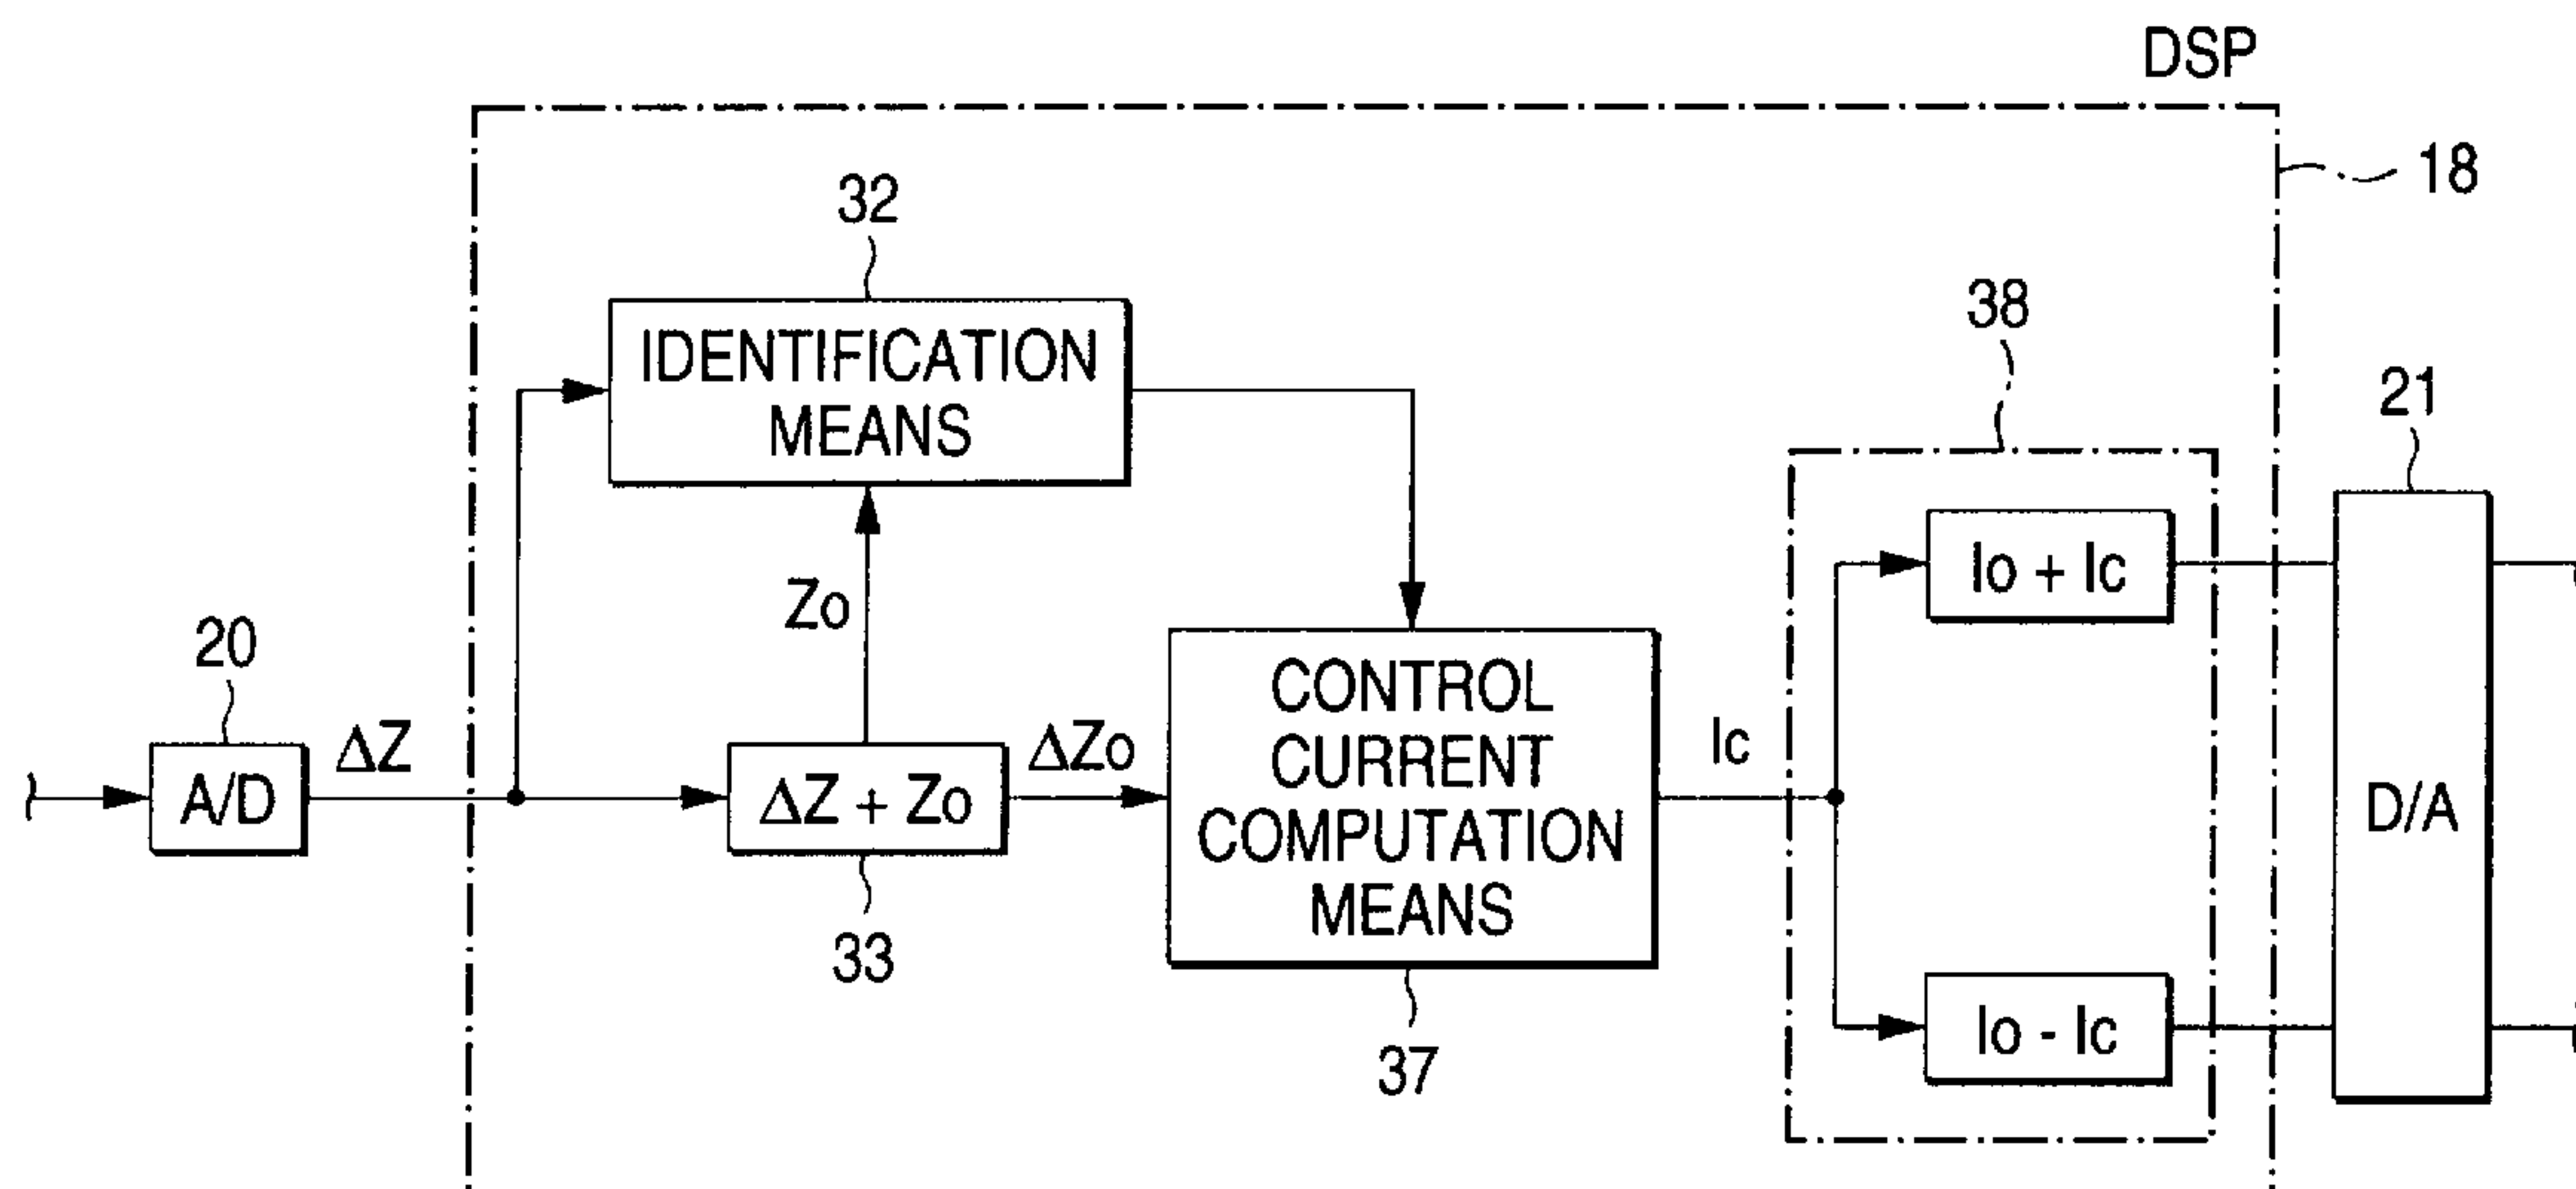 DSP
18
32
IDENTIFICATION
MEANS
38
21
Io + Ic
Zo
20
ΔZ
A/D
ΔZ + Zo
33
ΔZo
CONTROL
CURRENT
COMPUTATION
MEANS
37
Ic
D/A
Io - Ic